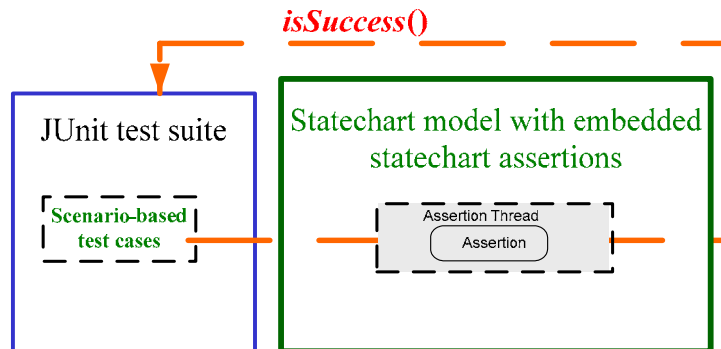 isSuccess()
JUnit test suite
Statechart model with embedded
statechart assertions
Scenario-based
test cases
Assertion Thread
Assertion